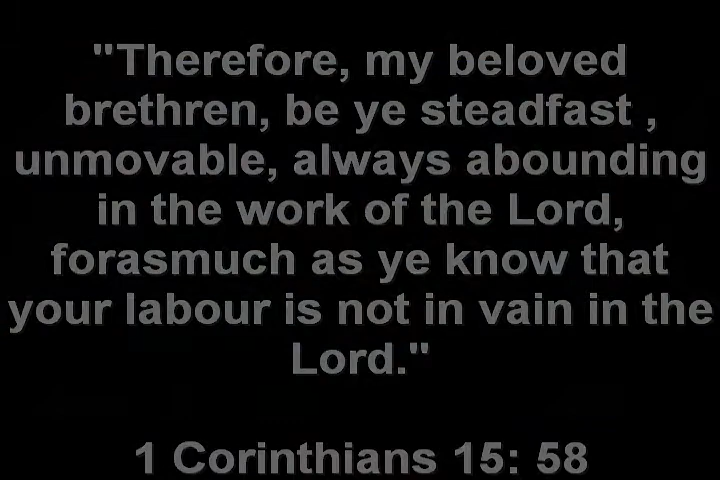 "Therefore, my beloved
brethren, be ye steadfast ,
unmovable, always abounding
in the work of the Lord,
forasmuch as ye know that
your labour is not in vain in the
Lord."
1 Corinthians 15: 58